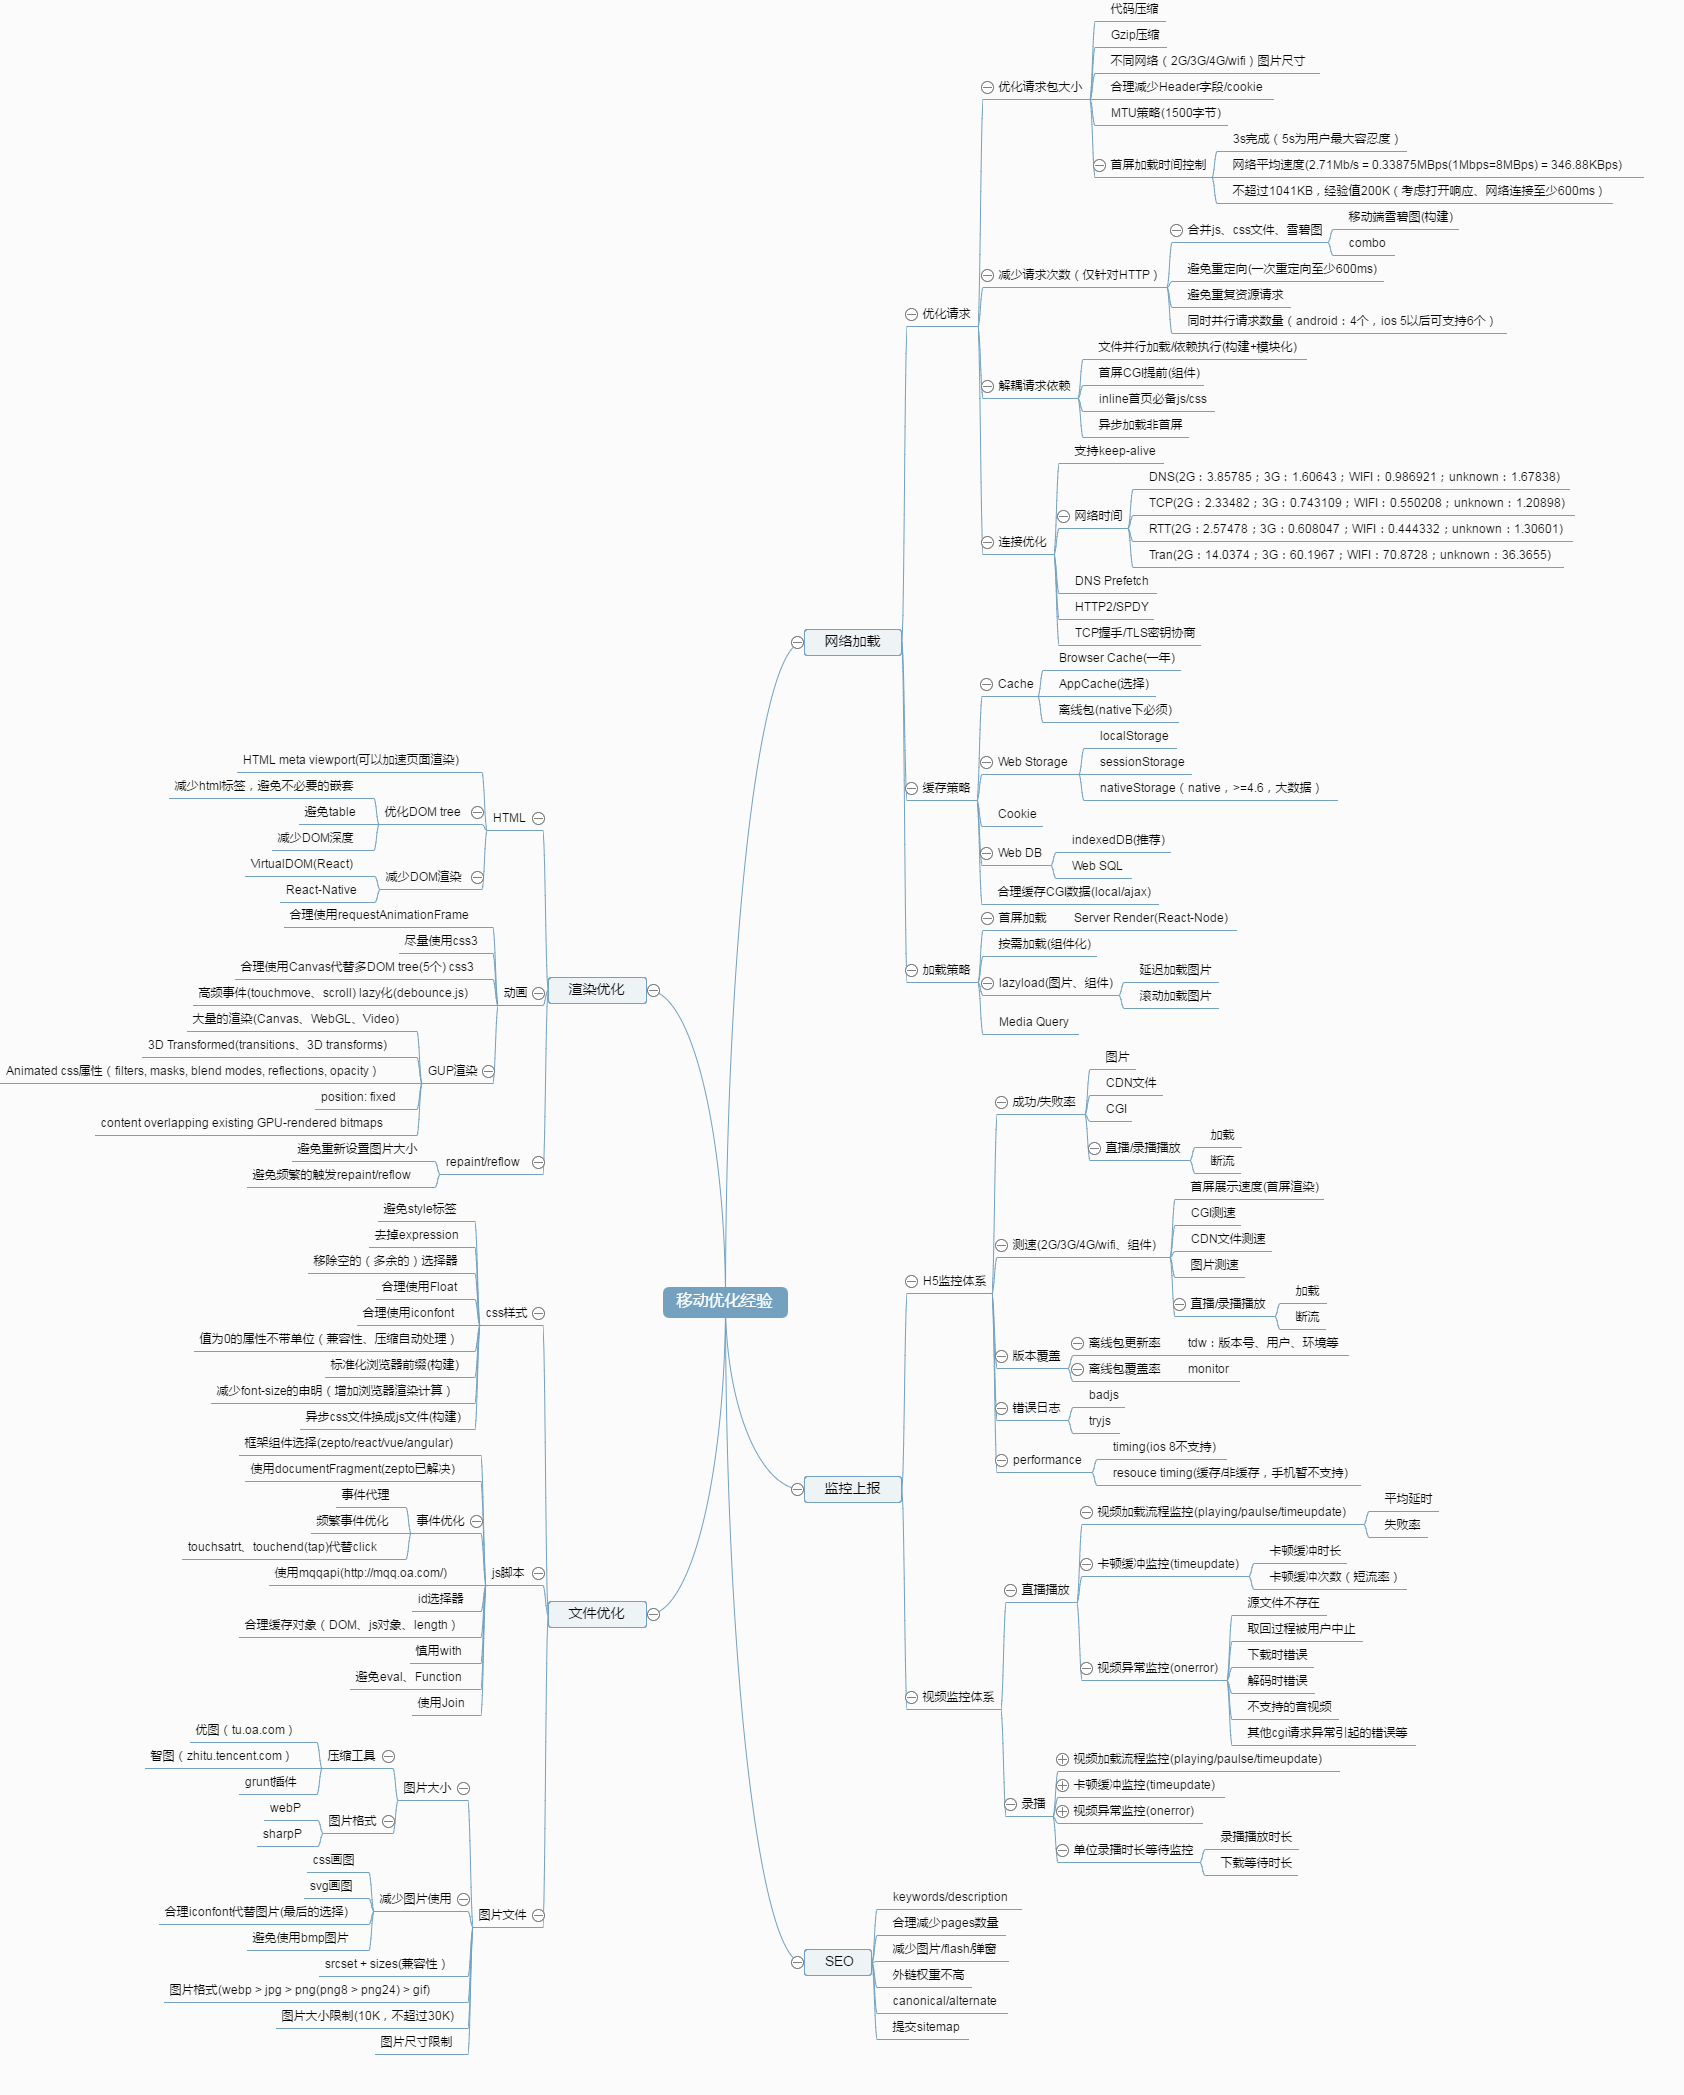 移动优化经验
网络加载
优化请求
优化请求包大小
代码压缩
Gzip压缩
不同网络（2G/3G/4G/wifi）图片尺寸
合理减少Header字段/cookie
MTU策略(1500字节)
首屏加载时间控制
3s完成（5s为用户最大容忍度）
网络平均速度(2.71Mb/s = 0.33875MBps(1Mbps=8MBps) = 346.88KBps)
不超过1041KB，经验值200K（考虑打开响应、网络连接至少600ms）
减少请求次数（仅针对HTTP）
合并js、css文件、雪碧图
移动端雪碧图(构建)
combo
避免重定向(一次重定向至少600ms)
避免重复资源请求
同时并行请求数量（android：4个，ios 5以后可支持6个）
解耦请求依赖
文件并行加载/依赖执行(构建+模块化)
首屏CGI提前(组件)
inline首页必备js/css
异步加载非首屏
连接优化
支持keep-alive
网络时间
DNS(2G：3.85785；3G：1.60643；WIFI：0.986921；unknown：1.67838)
TCP(2G：2.33482；3G：0.743109；WIFI：0.550208；unknown：1.20898)
RTT(2G：2.57478；3G：0.608047；WIFI：0.444332；unknown：1.30601)
Tran(2G：14.0374；3G：60.1967；WIFI：70.8728；unknown：36.3655)
DNS Prefetch
HTTP2/SPDY
TCP握手/TLS密钥协商
缓存策略
Cache
Browser Cache(一年)
AppCache(选择)
离线包(native下必须)
Web Storage
localStorage
sessionStorage
nativeStorage（native，>=4.6，大数据）
Cookie
Web DB
indexedDB(推荐)
Web SQL
合理缓存CGI数据(local/ajax)
加载策略
首屏加载
Server Render(React-Node)
按需加载(组件化)
lazyload(图片、组件)
延迟加载图片
滚动加载图片
Media Query
监控上报
H5监控体系
成功/失败率
图片
CDN文件
CGI
直播/录播播放
加载
断流
测速(2G/3G/4G/wifi、组件)
首屏展示速度(首屏渲染)
CGI测速
CDN文件测速
图片测速
直播/录播播放
加载
断流
版本覆盖
离线包更新率
tdw：版本号、用户、环境等
离线包覆盖率
monitor
错误日志
badjs
tryjs
performance
timing(ios 8不支持)
resouce timing(缓存/非缓存，手机暂不支持)
视频监控体系
直播播放
视频加载流程监控(playing/paulse/timeupdate)
平均延时
失败率
卡顿缓冲监控(timeupdate)
卡顿缓冲时长
卡顿缓冲次数（短流率）
视频异常监控(onerror)
源文件不存在
取回过程被用户中止
下载时错误
解码时错误
不支持的音视频
其他cgi请求异常引起的错误等
录播
视频加载流程监控(playing/paulse/timeupdate)
卡顿缓冲监控(timeupdate)
视频异常监控(onerror)
单位录播时长等待监控
录播播放时长
下载等待时长
SEO
keywords/description
合理减少pages数量
减少图片/flash/弹窗
外链权重不高
canonical/alternate
提交sitemap
渲染优化
HTML
HTML meta viewport(可以加速页面渲染)
优化DOM tree
减少html标签，避免不必要的嵌套
避免table
减少DOM深度
减少DOM渲染
VirtualDOM(React)
React-Native
动画
合理使用requestAnimationFrame
尽量使用css3
合理使用Canvas代替多DOM tree(5个) css3
高频事件(touchmove、scroll) lazy化(debounce.js)
GUP渲染
大量的渲染(Canvas、WebGL、Video)
3D Transformed(transitions、3D transforms)
Animated css属性（filters, masks, blend modes, reflections, opacity）
position: fixed
content overlapping existing GPU-rendered bitmaps
repaint/reflow
避免重新设置图片大小
避免频繁的触发repaint/reflow
文件优化
css样式
避免style标签
去掉expression
移除空的（多余的）选择器
合理使用Float
合理使用iconfont
值为0的属性不带单位（兼容性、压缩自动处理）
标准化浏览器前缀(构建)
减少font-size的申明（增加浏览器渲染计算）
异步css文件换成js文件(构建)
js脚本
框架组件选择(zepto/react/vue/angular)
使用documentFragment(zepto已解决)
事件优化
事件代理
频繁事件优化
touchsatrt、touchend(tap)代替click
使用mqqapi(http://mqq.oa.com/)
id选择器
合理缓存对象（DOM、js对象、length）
慎用with
避免eval、Function
使用Join
图片文件
图片大小
压缩工具
优图（tu.oa.com）
智图（zhitu.tencent.com）
grunt插件
图片格式
webP
sharpP
减少图片使用
css画图
svg画图
合理iconfont代替图片(最后的选择)
避免使用bmp图片
srcset + sizes(兼容性）
图片格式(webp > jpg > png(png8 > png24) > gif)
图片大小限制(10K，不超过30K)
图片尺寸限制